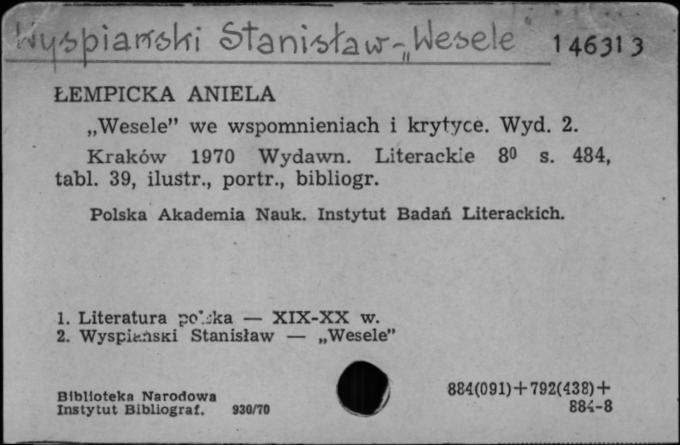 Wyspiański Stanisław - „Wesele" 146313
ŁEMPICKA ANIELA
„Wesele” we wspomnieniach i krytyce. Wyd. 2.
Kraków 1970 Wydawn. Literackie 8⁰ s. 484,
tabl. 39, ilustr., portr., bibliogr.
Polska Akademia Nauk. Instytut Badań Literackich.
1. Literatura polska — XIX-XX w.
2. Wyspiański Stanisław — „Wesele”
Biblioteka Narodowa
Instytut Bibliograf. 930/70
884(091)+792(438)+
884-8